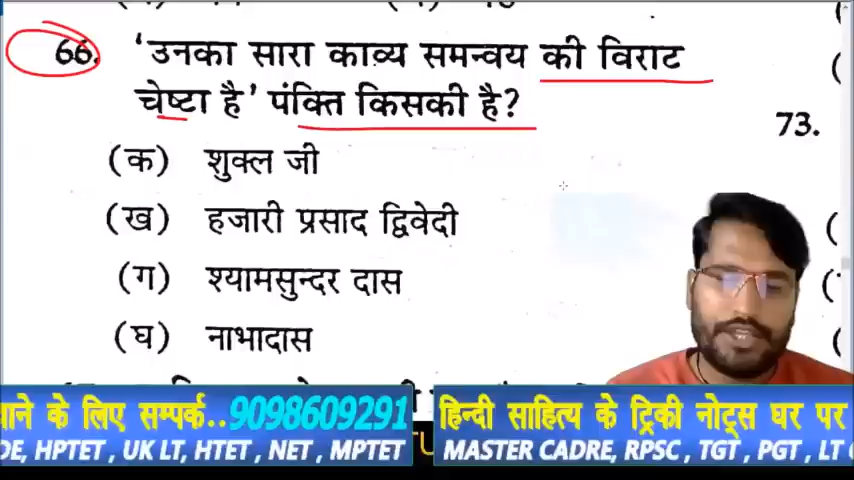 66. 'उनका सारा काव्य समन्वय की विराट
चेष्टा है' पंक्ति किसकी है?
73.
(क) शुक्ल जी
(ख) हजारी प्रसाद द्विवेदी
(ग) श्यामसुन्दर दास
(घ) नाभादास
के लिए सम्पर्क..9098609291
हिन्दी साहित्य के ट्रिकी नोट्स घर पर
HPTET, UK LT, HTET, NET, MPTET
MASTER CADRE, RPSC, TGT, PGT, LT